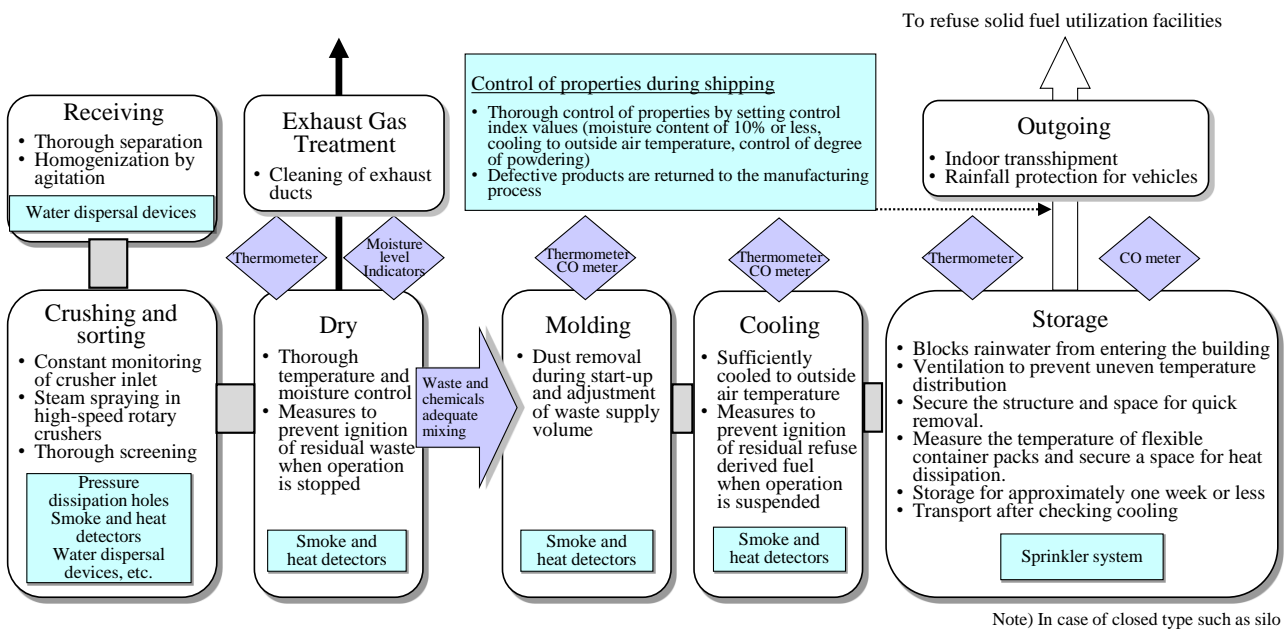 To refuse solid fuel utilization facilities
Receiving
• Thorough separation
• Homogenization by
agitation
Water dispersal devices
Exhaust Gas
Treatment
• Cleaning of exhaust
ducts
Control of properties during shipping
• Thorough control of properties by setting control
index values (moisture content of 10% or less,
cooling to outside air temperature, control of degree
of powdering)
• Defective products are returned to the manufacturing
process
Outgoing
• Indoor transshipment
• Rainfall protection for vehicles
Thermometer
Moisture
level
Indicators
Thermometer
CO meter
Thermometer
CO meter
Thermometer
CO meter
Crushing and
sorting
• Constant monitoring
of crusher inlet
• Steam spraying in
high-speed rotary
crushers
• Thorough screening
Pressure
dissipation holes
Smoke and heat
detectors
Water dispersal
devices, etc.
Dry
• Thorough
temperature and
moisture control
• Measures to
prevent ignition
of residual waste
when operation
is stopped
Smoke and
heat detectors
Waste and
chemicals
adequate
mixing
Molding
• Dust removal
during start-up
and adjustment
of waste supply
volume
Smoke and
heat detectors
Cooling
• Sufficiently
cooled to outside
air temperature
• Measures to
prevent ignition
of residual refuse
derived fuel
when operation
is suspended
Smoke and
heat detectors
Storage
• Blocks rainwater from entering the building
• Ventilation to prevent uneven temperature
distribution
• Secure the structure and space for quick
removal.
• Measure the temperature of flexible
container packs and secure a space for heat
dissipation.
• Storage for approximately one week or less
• Transport after checking cooling
Sprinkler system
Note) In case of closed type such as silo